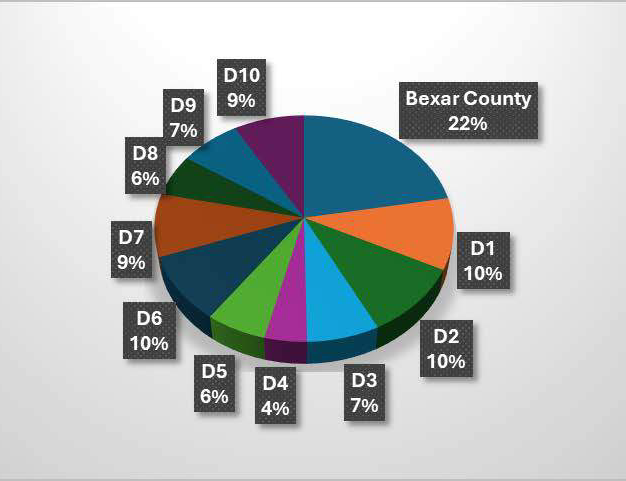 Bexar County
22%
D1
10%
D2
10%
D3
7%
D4
4%
D5
6%
D6
10%
D7
9%
D8
6%
D9
7%
D10
9%